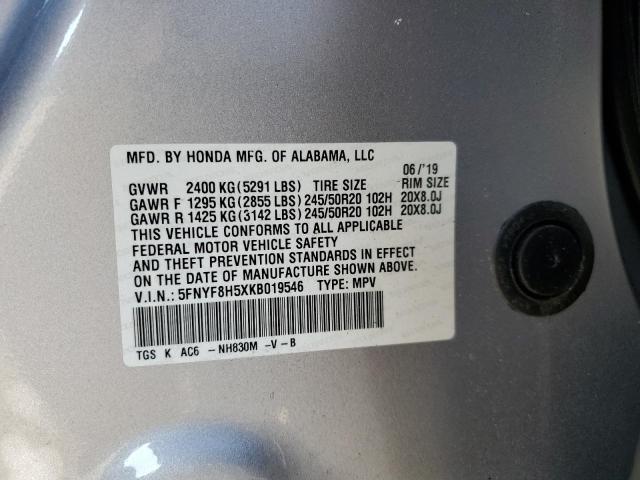 MFD. BY HONDA MFG. OF ALABAMA, LLC
06/'19
GVWR 2400 KG(5291 LBS) TIRE SIZE RIM SIZE
GAWR F 1295 KG(2855 LBS)245/50R20 102H 20X8.0J
GAWR R 1425 KG(3142 LBS)245/50R20 102H 20X8.0J
THIS VEHICLE CONFORMS TO ALL APPLICABLE
FEDERAL MOTOR VEHICLE SAFETY
AND THEFT PREVENTION STANDARDS IN EFFECT
ON THE DATE OF MANUFACTURE SHOWN ABOVE.
V.I.N.: 5FNYF8H5XKB019546 TYPE: MPV
TGS K AC6 -NH830M -V-B